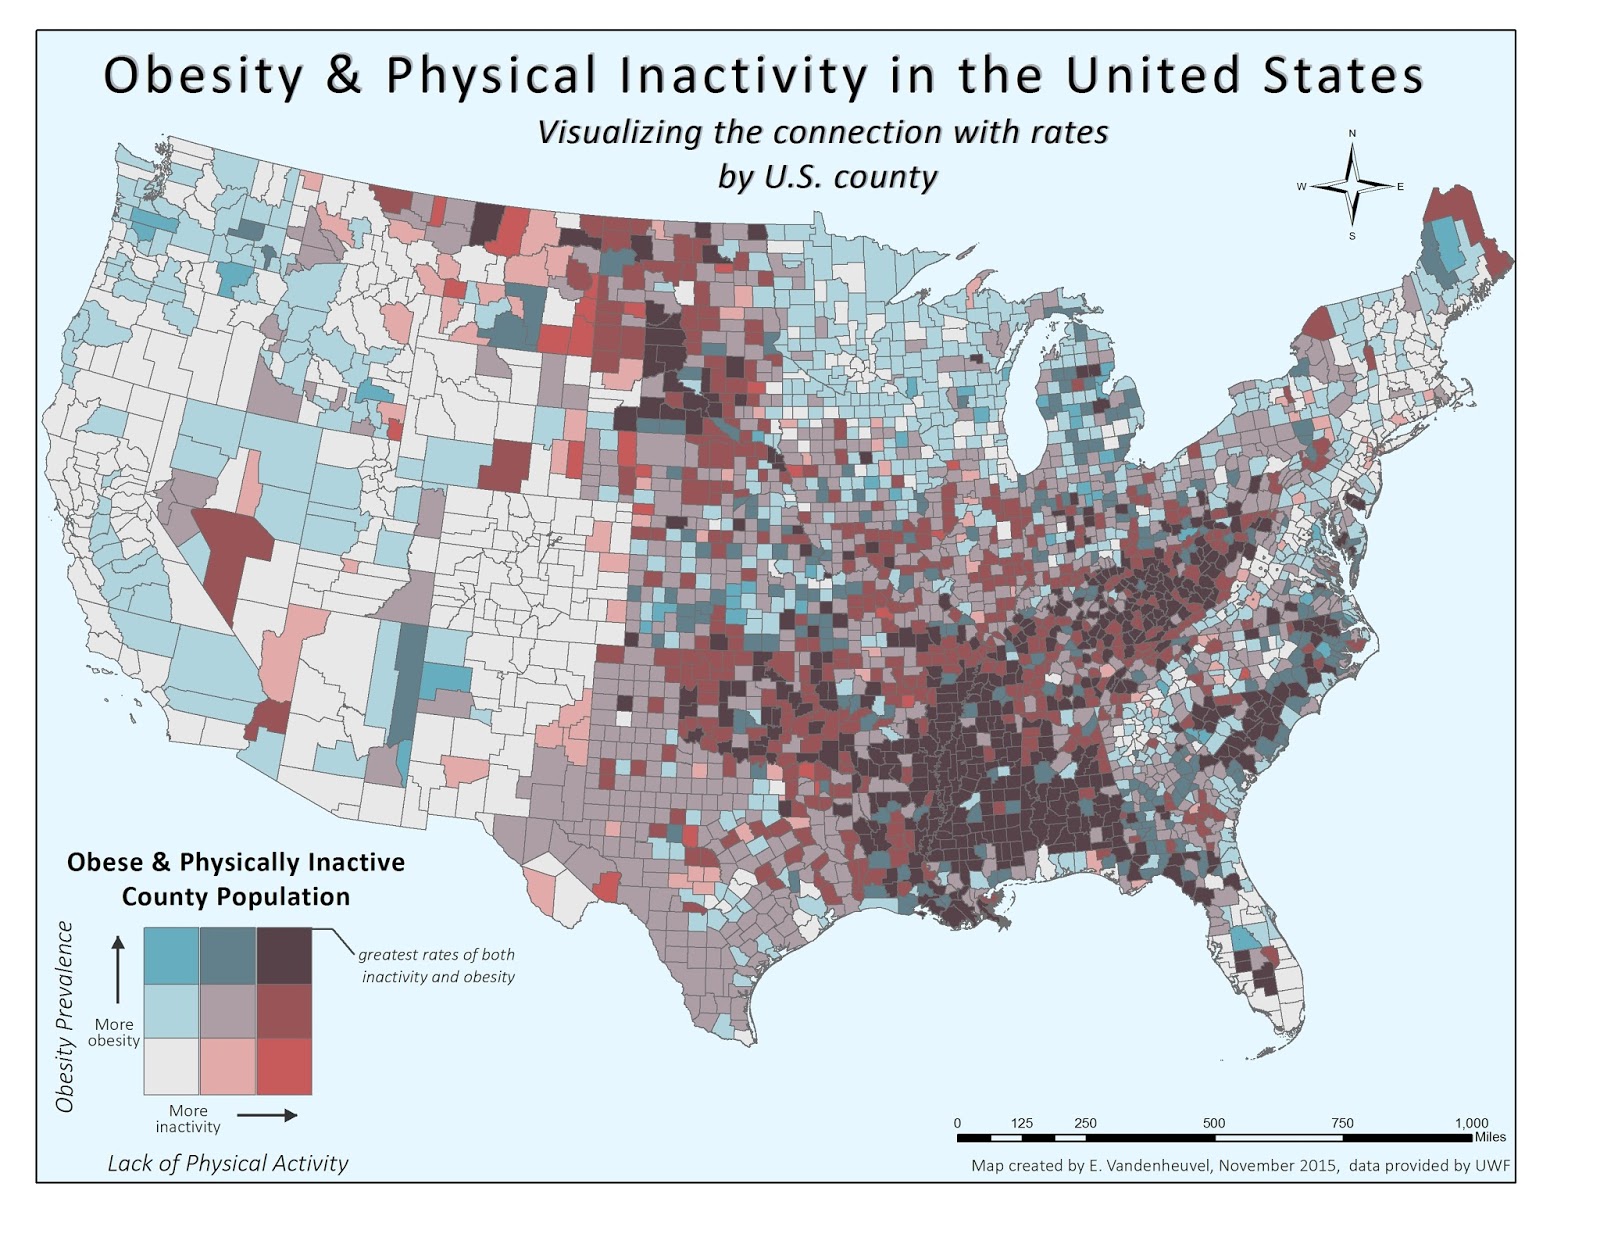 Obesity & Physical Inactivity in the United States
Visualizing the connection with rates
by U.S. county
N
W
E
S
Obese & Physically Inactive
County Population
greatest rates of both
inactivity and obesity
Obesity Prevalence
More
obesity
More
inactivity
Lack of Physical Activity
0 125 250 500 750 1,000
Miles
Map created by E. Vandenheuvel, November 2015, data provided by UWF